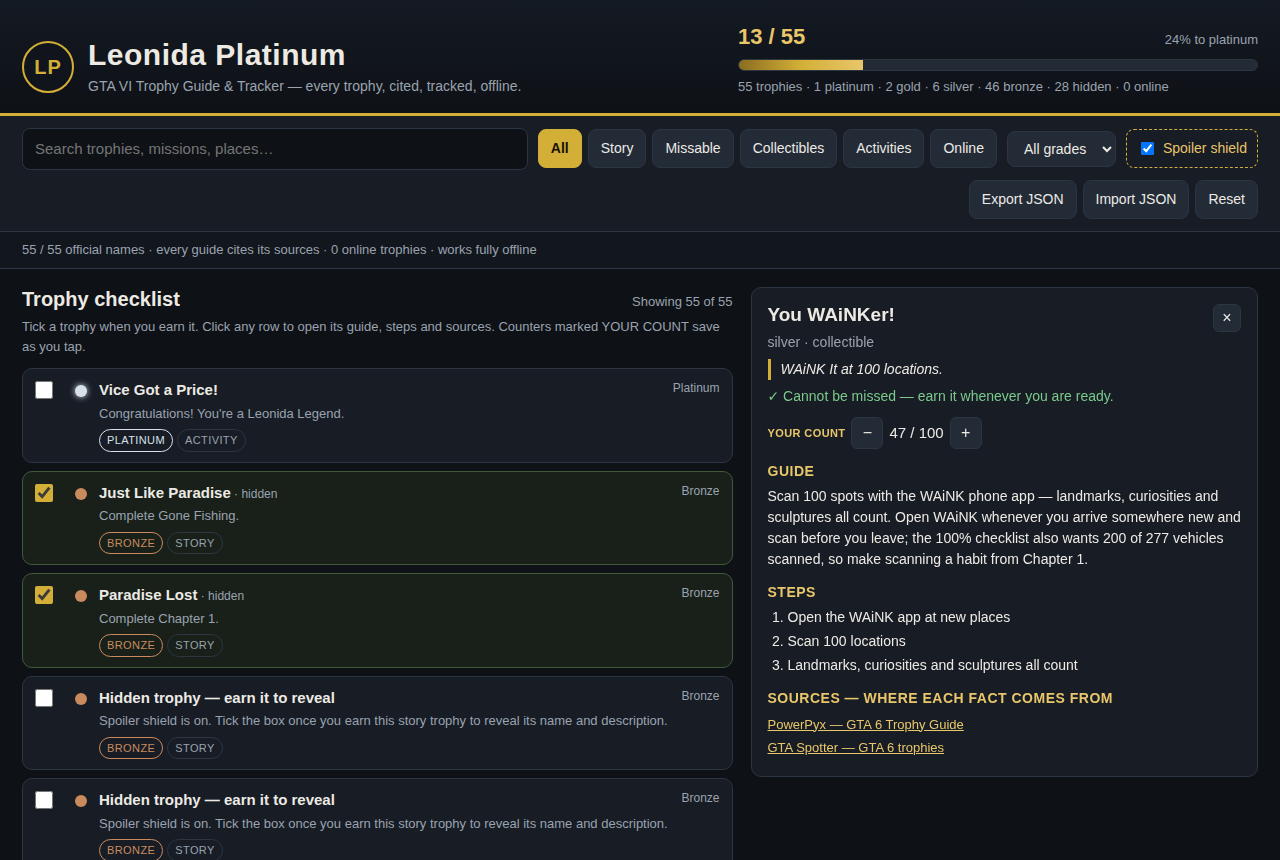 LP
Leonida Platinum
GTA VI Trophy Guide & Tracker — every trophy, cited, tracked, offline.
13 / 55
24% to platinum
55 trophies · 1 platinum · 2 gold · 6 silver · 46 bronze · 28 hidden · 0 online
Search trophies, missions, places…
All
Story
Missable
Collectibles
Activities
Online
All grades
Spoiler shield
Export JSON
Import JSON
Reset
55 / 55 official names · every guide cites its sources · 0 online trophies · works fully offline
Trophy checklist
Showing 55 of 55
Tick a trophy when you earn it. Click any row to open its guide, steps and sources. Counters marked YOUR COUNT save
as you tap.
Vice Got a Price!
Platinum
Congratulations! You're a Leonida Legend.
PLATINUM
ACTIVITY
Just Like Paradise · hidden
Bronze
Complete Gone Fishing.
BRONZE
STORY
Paradise Lost · hidden
Bronze
Complete Chapter 1.
BRONZE
STORY
Hidden trophy — earn it to reveal
Bronze
Spoiler shield is on. Tick the box once you earn this story trophy to reveal its name and description.
BRONZE
STORY
Hidden trophy — earn it to reveal
Bronze
Spoiler shield is on. Tick the box once you earn this story trophy to reveal its name and description.
BRONZE
STORY
You WAiNKer!
×
silver · collectible
WAiNK It at 100 locations.
✓ Cannot be missed — earn it whenever you are ready.
YOUR COUNT
−
47 / 100
+
GUIDE
Scan 100 spots with the WAiNK phone app — landmarks, curiosities and
sculptures all count. Open WAiNK whenever you arrive somewhere new and
scan before you leave; the 100% checklist also wants 200 of 277 vehicles
scanned, so make scanning a habit from Chapter 1.
STEPS
1. Open the WAiNK app at new places
2. Scan 100 locations
3. Landmarks, curiosities and sculptures all count
SOURCES — WHERE EACH FACT COMES FROM
PowerPyx — GTA 6 Trophy Guide
GTA Spotter — GTA 6 trophies